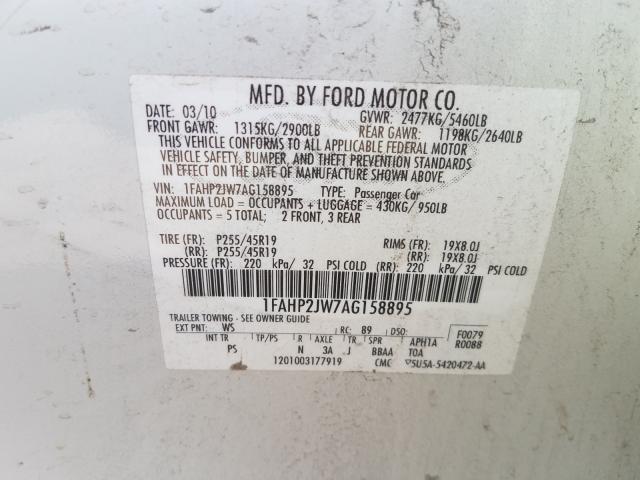 MFD. BY FORD MOTOR CO.
DATE: 03/10 GVWR: 2477KG/5460LB
FRONT GAWR: 1315KG/2900LB REAR GAWR: 1198KG/2640LB
THIS VEHICLE CONFORMS TO ALL APPLICABLE FEDERAL MOTOR
VEHICLE SAFETY, BUMPER, AND THEFT PREVENTION STANDARDS
IN EFFECT ON THE DATE OF MANUFACTURE SHOWN ABOVE.
VIN: 1FAHP2JW7AG158895 TYPE: Passenger Car
MAXIMUM LOAD = OCCUPANTS + LUGGAGE = 430KG/950LB
OCCUPANTS = 5 TOTAL; 2 FRONT, 3 REAR
TIRE (FR): P255/45R19 RIMS (FR): 19X8.0J
(RR): P255/45R19 (RR): 19X8.0J
PRESSURE (FR): 220 kPa/ 32 PSI COLD (RR): 220 kPa/ 32 PSI COLD
1FAHP2JW7AG158895
TRAILER TOWING - SEE OWNER GUIDE
EXT PNT: WS RC: 89 DSO: F0079
INT TR TP/PS R AXLE TR SPR APH1A R0088
PS N 3A J BBAA TOA
1201003177919 CMC 5U5A-5420472-AA